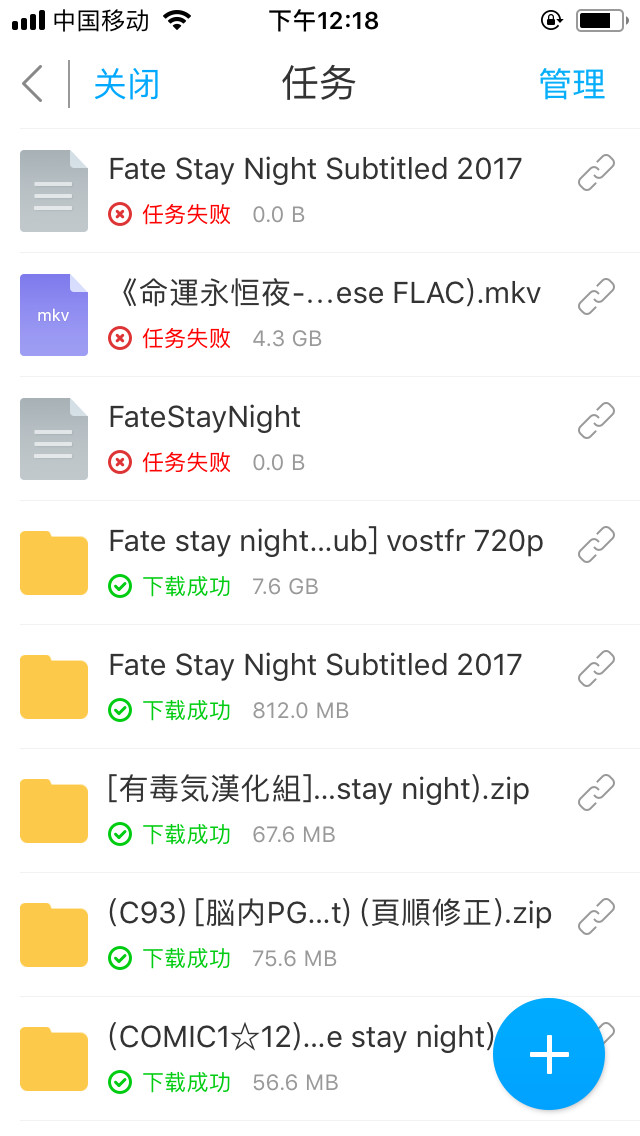 中国移动 下午12:18
关闭 任务 管理
Fate Stay Night Subtitled 2017
任务失败 0.0 B
《命運永恒夜-...ese FLAC).mkv
mkv
任务失败 4.3 GB
FateStayNight
任务失败 0.0 B
Fate stay night...ub] vostfr 720p
下载成功 7.6 GB
Fate Stay Night Subtitled 2017
下载成功 812.0 MB
[有毒気漢化組]...stay night).zip
下载成功 67.6 MB
(C93) [脳内PG...t) (頁順修正).zip
下载成功 75.6 MB
(COMIC1☆12)...e stay night)
下载成功 56.6 MB